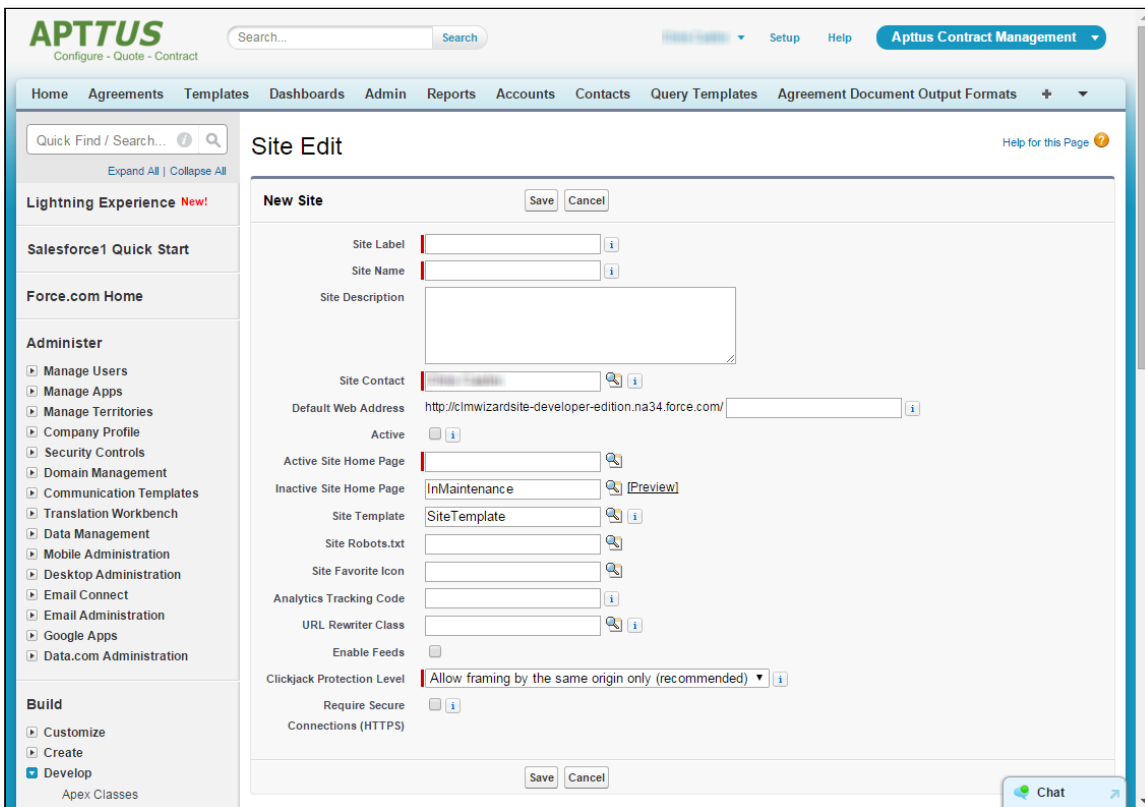 APTTUS
Configure - Quote - Contract
Search... Search Setup Help Apttus Contract Management
Home Agreements Templates Dashboards Admin Reports Accounts Contacts Query Templates Agreement Document Output Formats +
Quick Find / Search...
Expand All | Collapse All
Lightning Experience New!
Salesforce1 Quick Start
Force.com Home
Administer
Manage Users
Manage Apps
Manage Territories
Company Profile
Security Controls
Domain Management
Communication Templates
Translation Workbench
Data Management
Mobile Administration
Desktop Administration
Email Connect
Email Administration
Google Apps
Data.com Administration
Build
Customize
Create
Develop
Apex Classes
Site Edit
Help for this Page ?
New Site Save Cancel
Site Label
Site Name
Site Description
Site Contact
Default Web Address http://clmwizardsite-developer-edition.na34.force.com/
Active
Active Site Home Page
Inactive Site Home Page InMaintenance [Preview]
Site Template SiteTemplate
Site Robots.txt
Site Favorite Icon
Analytics Tracking Code
URL Rewriter Class
Enable Feeds
Clickjack Protection Level Allow framing by the same origin only (recommended)
Require Secure
Connections (HTTPS)
Save Cancel
Chat